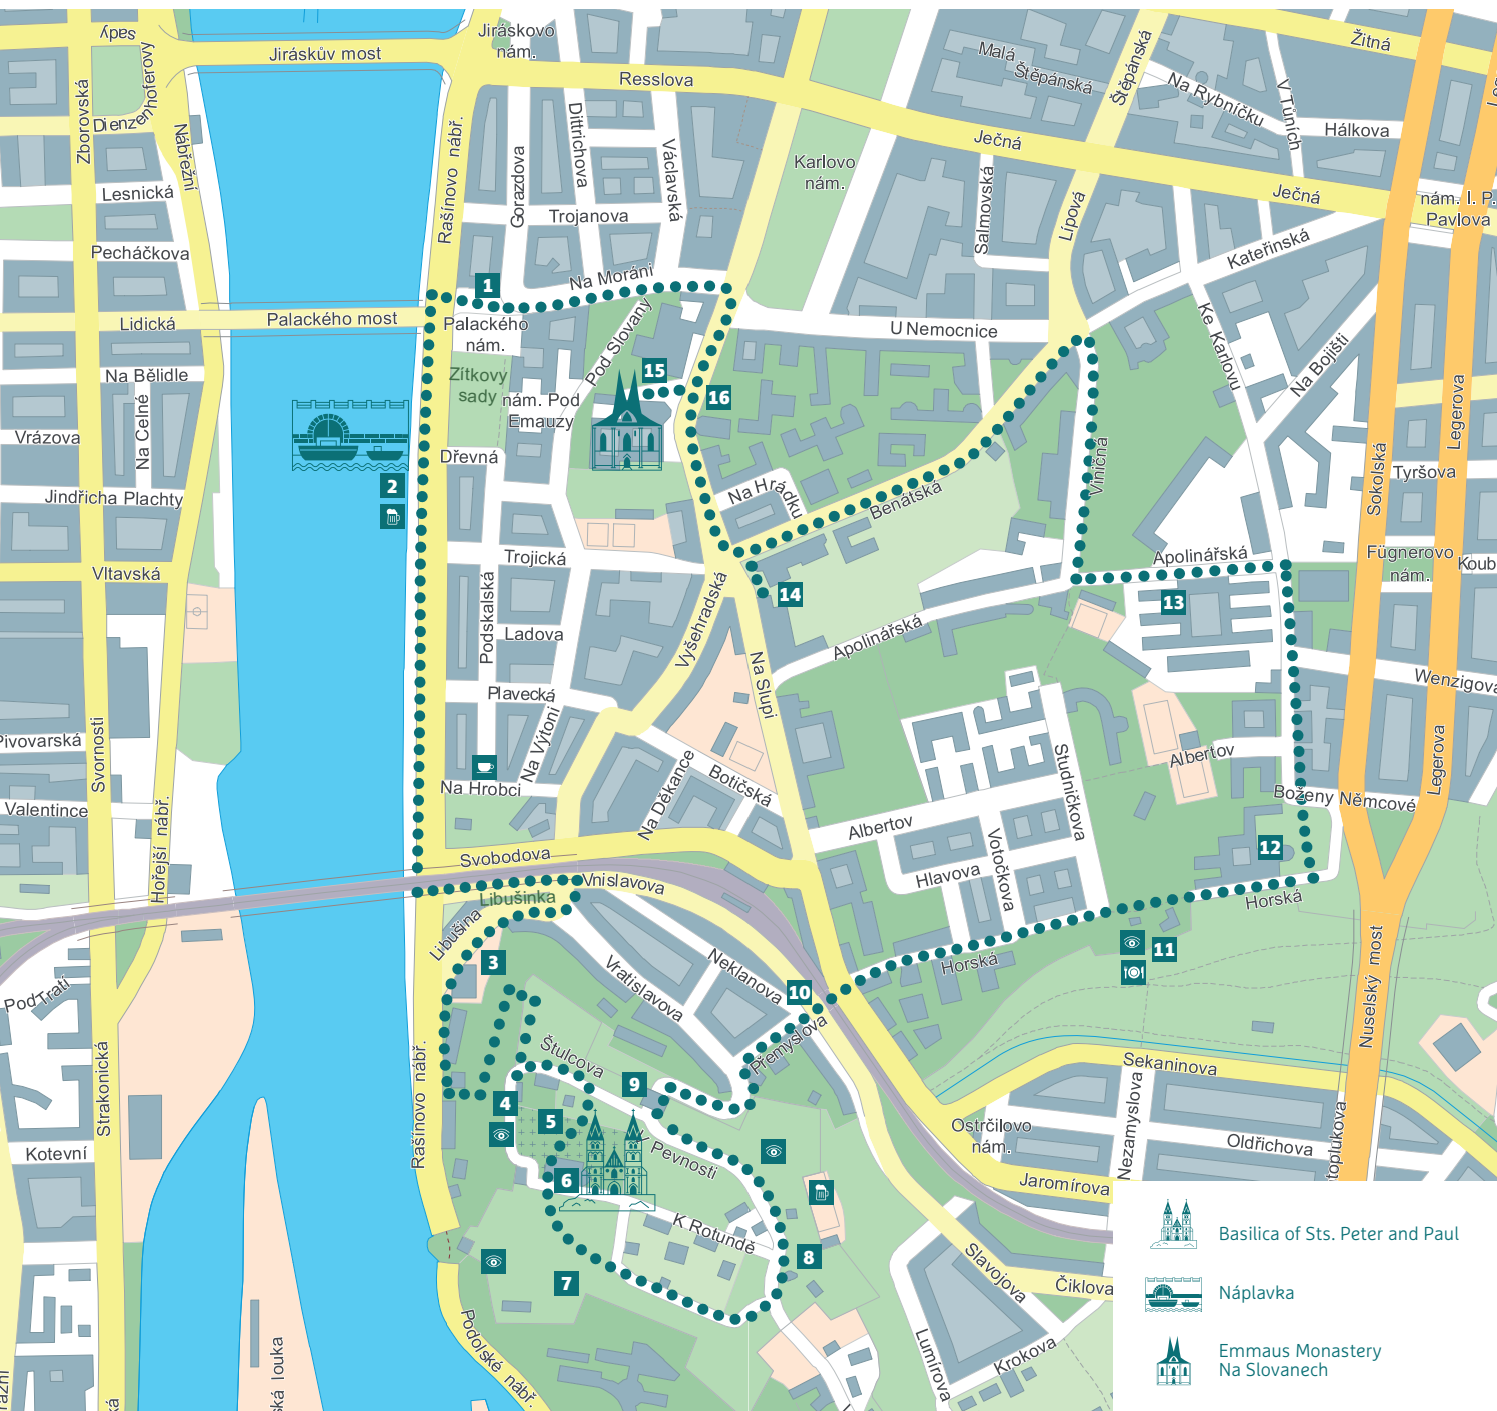 sady
Jiráskův most
Jiráskovo
nám.
Resslova
Malá
Štěpánská
Štěpánská
Na Rybníčku
V Tůních
Žitná
Hálkova
Zborovská
Dienzenhoferovy
Nábřežní
Lesnická
Pecháčkova
Rašínovo nábř.
Gorazdova
Dittrichova
Václavská
Trojanova
Karlovo
nám.
Ječná
Salmovská
Lípová
Ječná
nám. I. P.
Pavlova
Kateřinská
Lidická
Palackého most
1
Na Moráni
Palackého
nám.
Pod Slovany
U Nemocnice
Ke Karlovu
Na Bojišti
Na Bělidle
Na Celné
Vrázova
Zítkovy
sady
nám. Pod
Emauzy
15
16
Dřevná
2
Jindřicha Plachty
Na Hrádku
Benátská
Viničná
Sokolská
Legerova
Tyršova
Vltavská
Trojická
Apolinářská
Fügnerovo
nám.
Koub
14
13
Podskalská
Ladova
Vyšehradská
Na Slupi
Apolinářská
Wenzigova
Plavecká
Na Výtoni
Svornosti
Pivovarská
Valentince
Hořejší nábř.
Na Hrobci
Na Děkance
Botičská
Studničkova
Albertov
Legerova
Boženy Němcové
Albertov
12
Svobodova
Hlavova
Votočkova
Vnislavova
Libušinka
Libušina
Horská
11
Horská
3
Vratislavova
Neklanova
10
Přemyslova
Nuselský most
Pod Tratí
Strakonická
Rašínovo nábř.
Štulcova
9
4
5
V Pevnosti
6
K Rotundě
8
7
Kotevní
Sekaninova
Ostrčilovo
nám.
Nezamyslova
Oldřichova
toplukova
Jaromírova
Slavojova
Čiklova
Lumírova
Krokova
Podolské nábř.
ská louka
Basilica of Sts. Peter and Paul
Náplavka
Emmaus Monastery
Na Slovanech